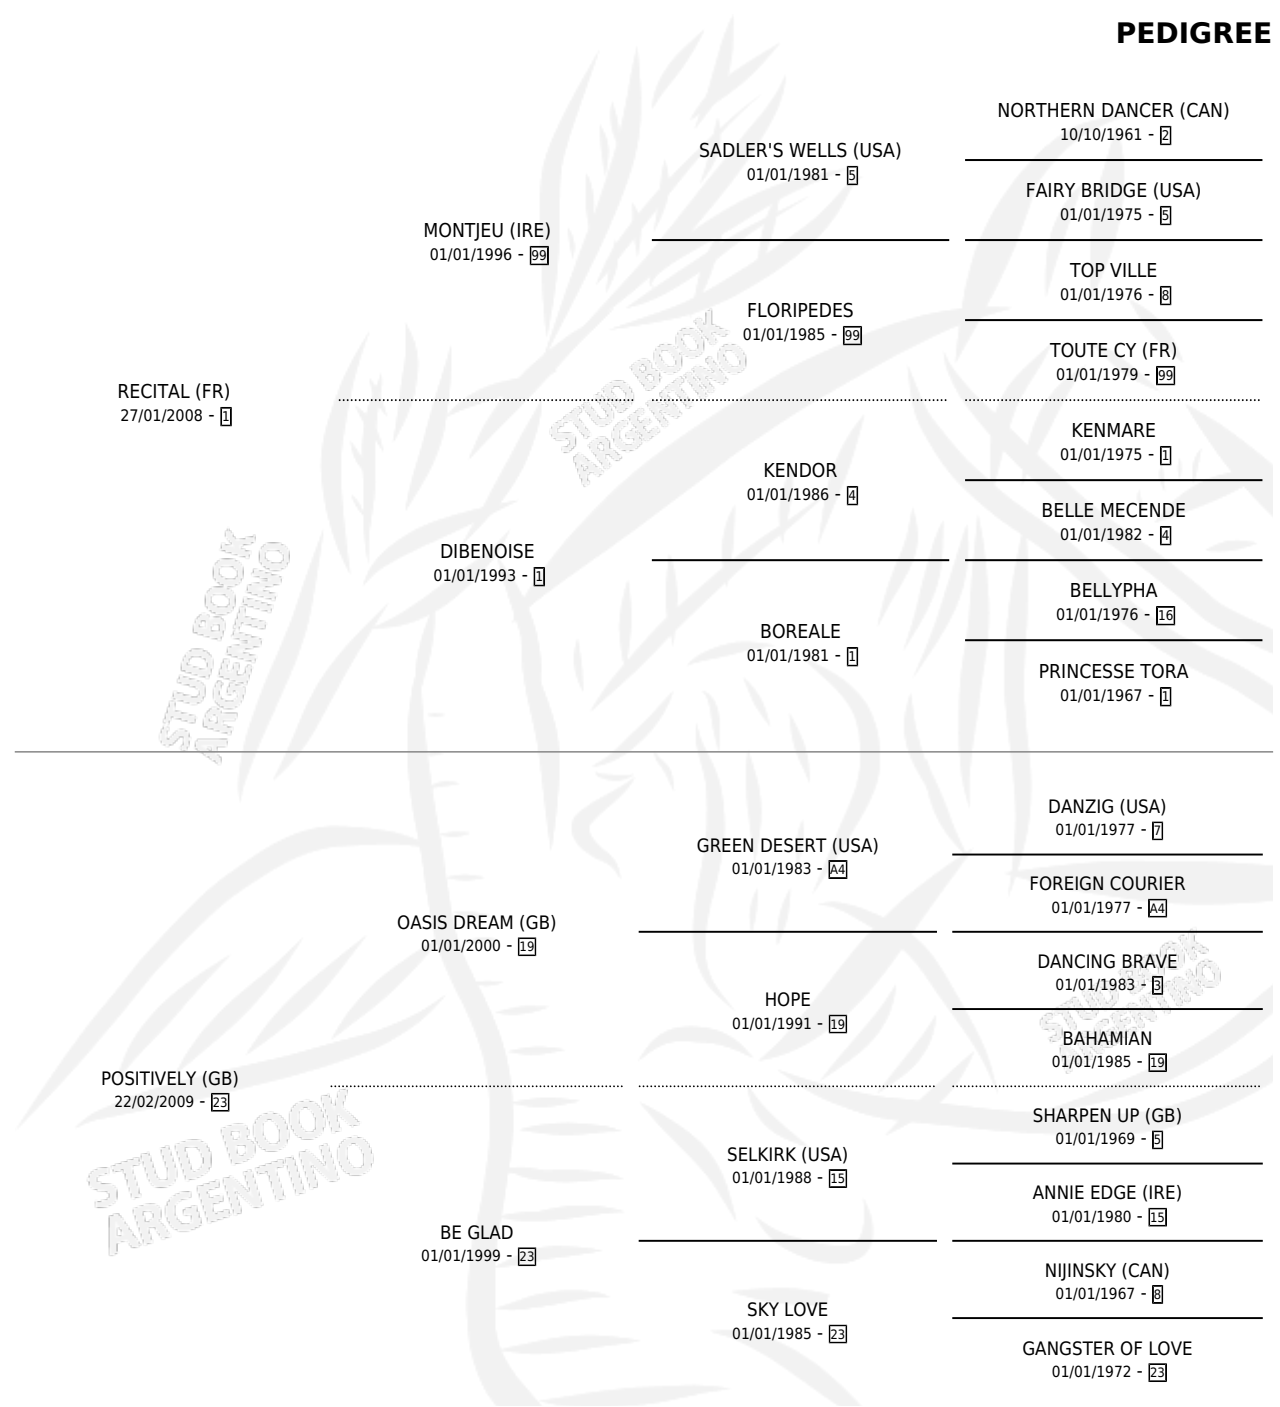 PEDIGREE
NORTHERN DANCER (CAN)
10/10/1961 - 2
SADLER'S WELLS (USA)
01/01/1981 - 5
FAIRY BRIDGE (USA)
01/01/1975 - 5
MONTJEU (IRE)
01/01/1996 - 99
TOP VILLE
01/01/1976 - 8
FLORIPEDES
01/01/1985 - 99
TOUTE CY (FR)
01/01/1979 - 99
RECITAL (FR)
27/01/2008 - 1
KENMARE
01/01/1975 - 1
KENDOR
01/01/1986 - 4
BELLE MECENDE
01/01/1982 - 4
DIBENOISE
01/01/1993 - 1
BELLYPHA
01/01/1976 - 16
BOREALE
01/01/1981 - 1
PRINCESSE TORA
01/01/1967 - 1
DANZIG (USA)
01/01/1977 - 7
GREEN DESERT (USA)
01/01/1983 - A4
FOREIGN COURIER
01/01/1977 - A4
OASIS DREAM (GB)
01/01/2000 - 19
DANCING BRAVE
01/01/1983 - 3
HOPE
01/01/1991 - 19
BAHAMIAN
01/01/1985 - 19
POSITIVELY (GB)
22/02/2009 - 23
SHARPEN UP (GB)
01/01/1969 - 5
SELKIRK (USA)
01/01/1988 - 15
ANNIE EDGE (IRE)
01/01/1980 - 15
BE GLAD
01/01/1999 - 23
NIJINSKY (CAN)
01/01/1967 - 8
SKY LOVE
01/01/1985 - 23
GANGSTER OF LOVE
01/01/1972 - 23
STUD BOOK
ARGENTINO
STUD BOOK
ARGENTINO
STUD BOOK
ARGENTINO
STUD BOOK
ARGENTINO